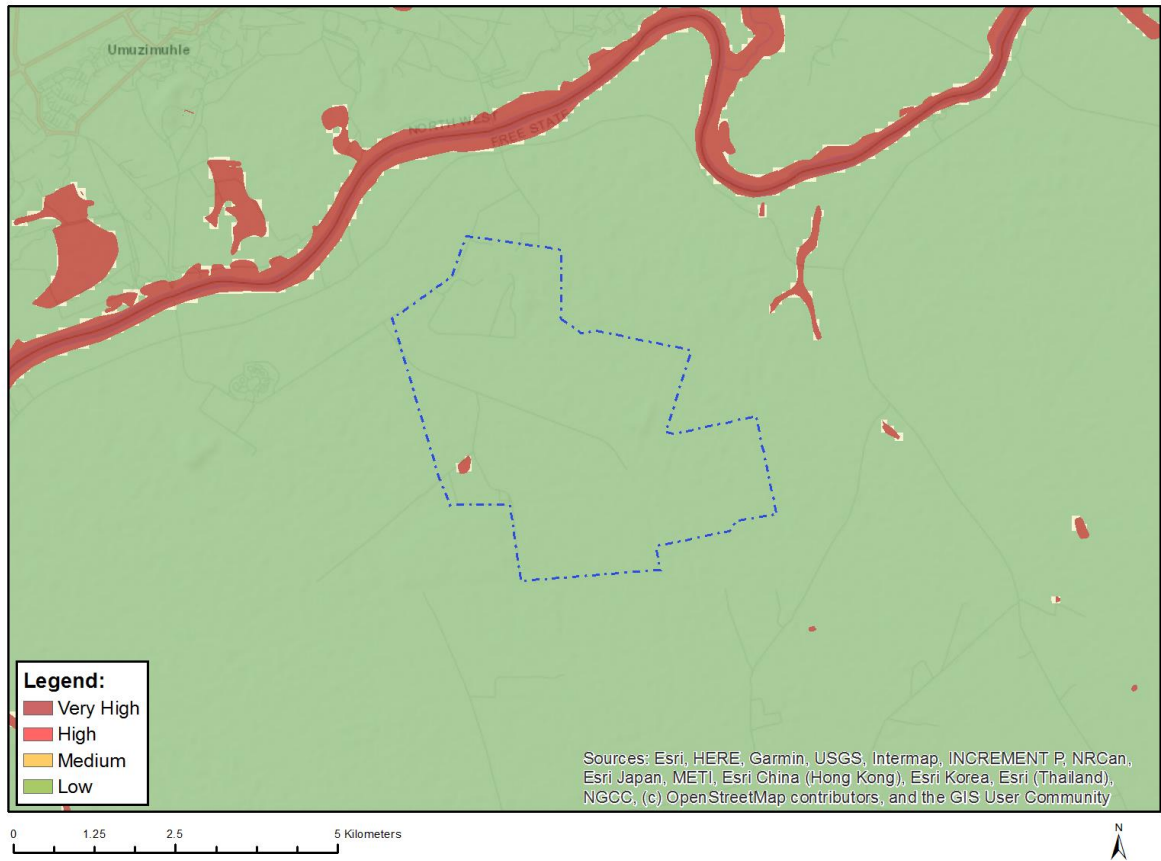 Umuzimuhle
NORTH WEST
FREE STATE
Legend:
Very High
High
Medium
Low
Sources: Esri, HERE, Garmin, USGS, Intermap, INCREMENT P, NRCan,
Esri Japan, METI, Esri China (Hong Kong), Esri Korea, Esri (Thailand),
NGCC, (c) OpenStreetMap contributors, and the GIS User Community
0 1.25 2.5 5 Kilometers
N